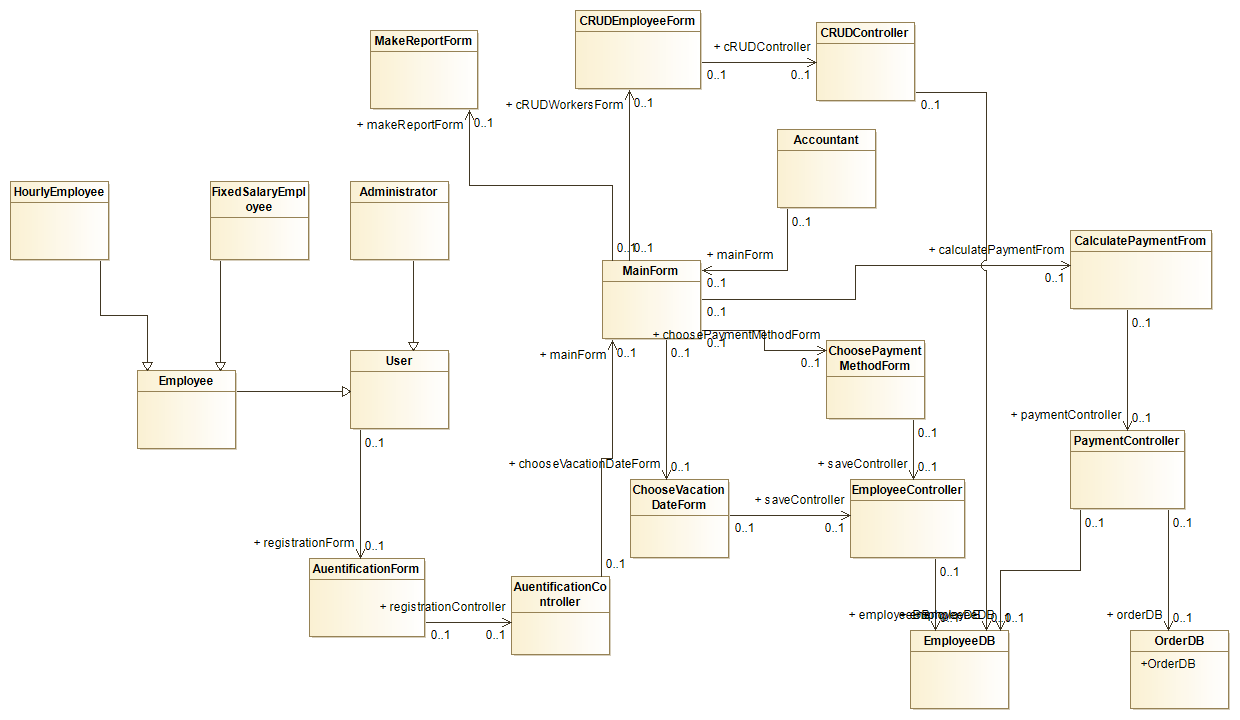 CRUDEmployeeForm
CRUDController
MakeReportForm
+ cRUDController
0..1
0..1
+ cRUDWorkersForm
0..1
0..1
+ makeReportForm
0..1
Accountant
HourlyEmployee
FixedSalaryEmpl
oyee
Administrator
0..1
CalculatePaymentFrom
0..1
0..1
+ mainForm
+ calculatePaymentFrom
MainForm
0..1
0..1
0..1
0..1
+ choosePaymentMethodForm
0..1
+ mainForm
0..1
0..1
ChoosePayment
MethodForm
0..1
User
Employee
0..1
+ paymentController
0..1
0..1
PaymentController
+ chooseVacationDateForm
0..1
+ saveController
0..1
ChooseVacation
DateForm
EmployeeController
+ saveController
0..1
0..1
0..1
0..1
+ registrationForm
0..1
AuentificationForm
0..1
0..1
AuentificationCo
ntroller
+ registrationController
0..1
0..1
+ employeeDB
+ orderDB
0..1
0..1
EmployeeDB
OrderDB
+OrderDB